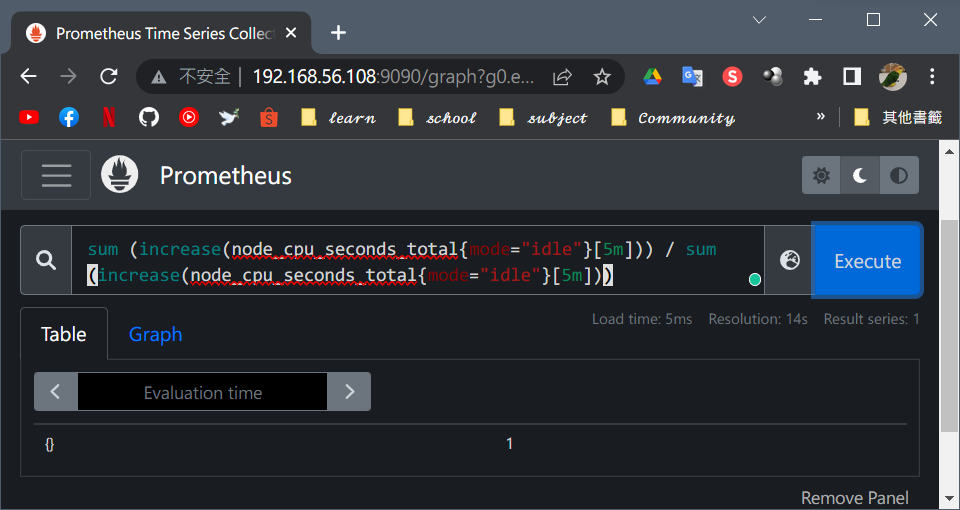 Prometheus Time Series Collec
不安全 | 192.168.56.108:9090/graph?g0.e...
learn school subject Community » 其他書籤
Prometheus
sum (increase(node_cpu_seconds_total{mode="idle"}[5m])) / sum
(increase(node_cpu_seconds_total{mode="idle"}[5m]))
Execute
Load time: 5ms Resolution: 14s Result series: 1
Table Graph
Evaluation time
{} 1
Remove Panel